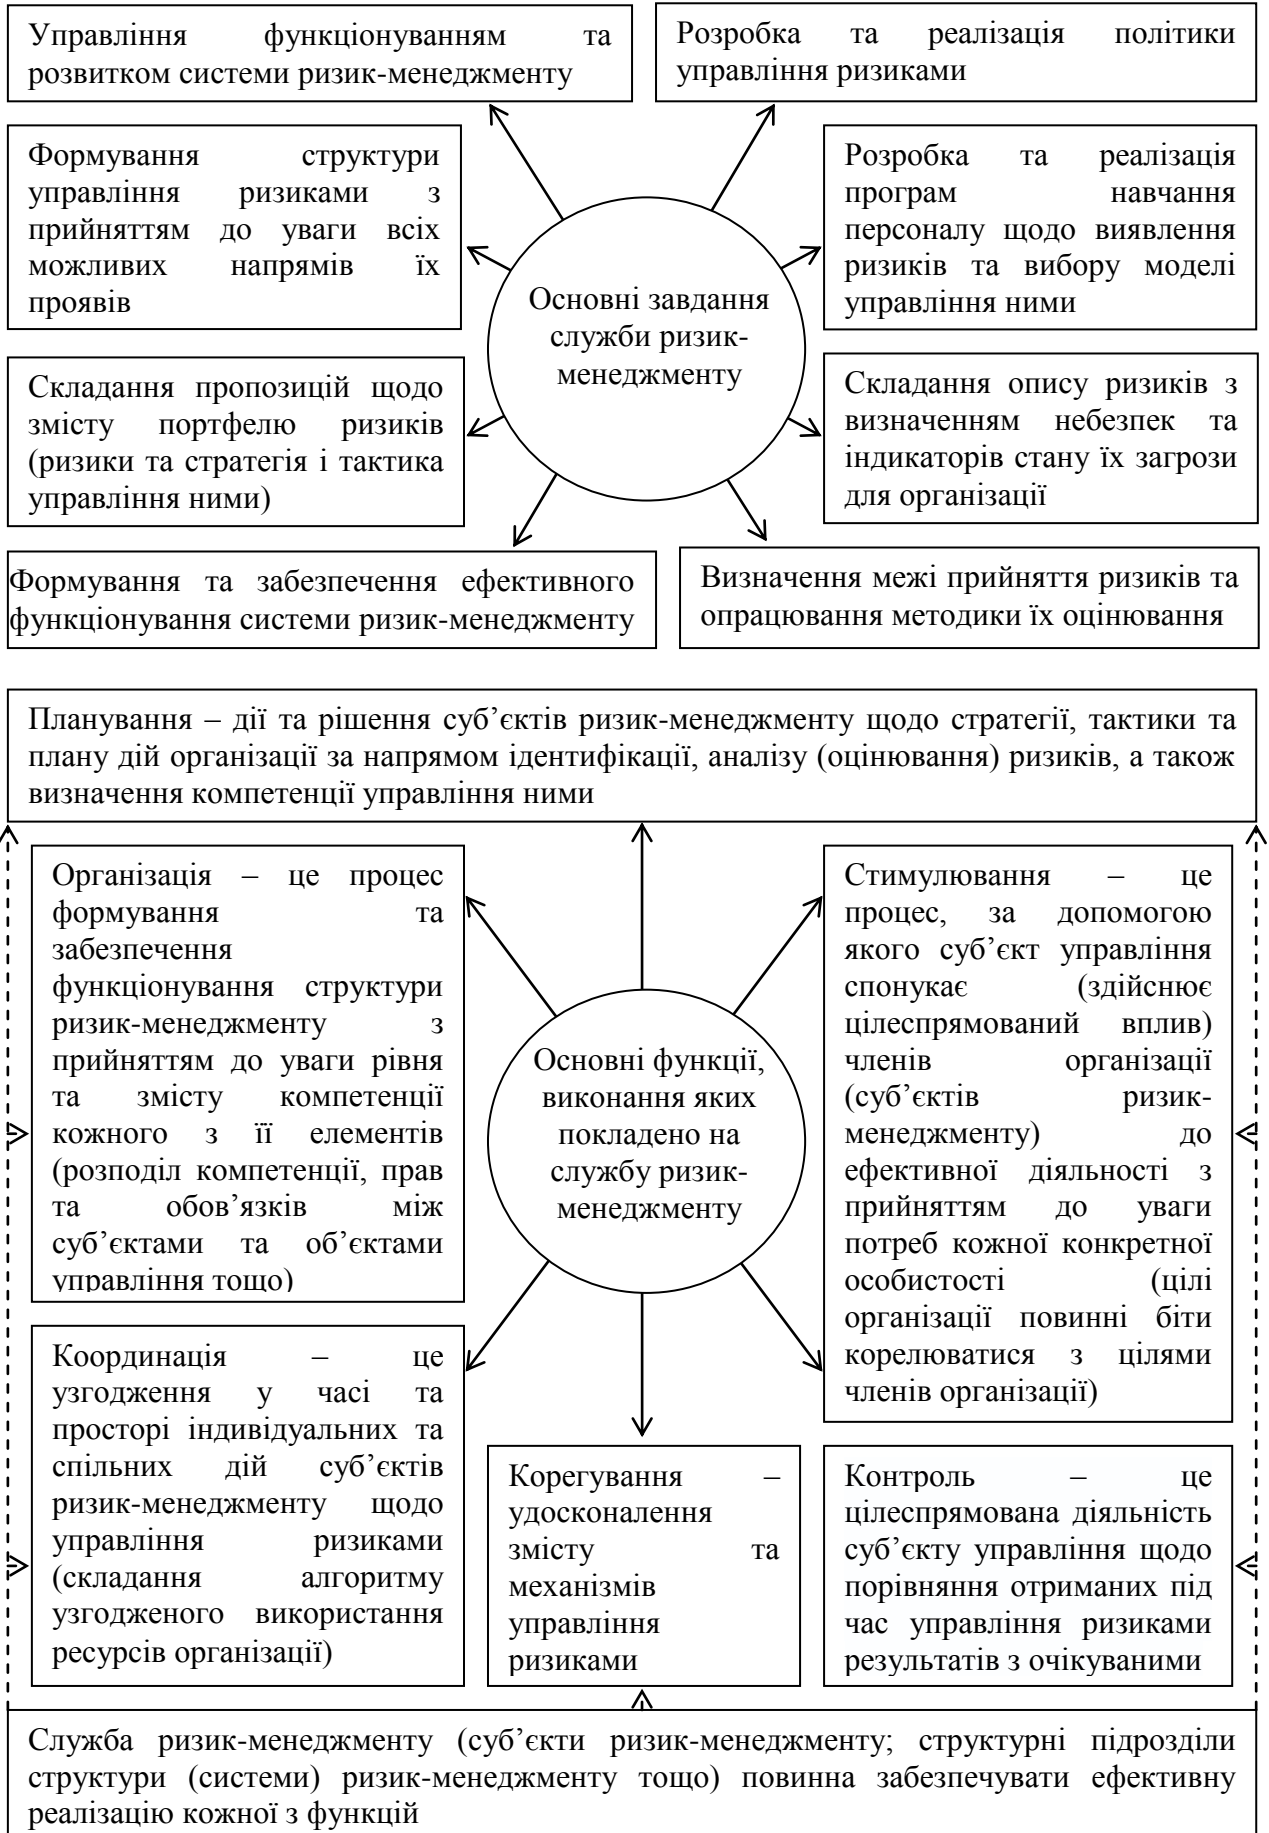 Управління функціонуванням та
розвитком системи ризик-менеджменту
Розробка та реалізація політики
управління ризиками
Формування структури
управління ризиками з
прийняттям до уваги всіх
можливих напрямів їх
проявів
Розробка та реалізація
програм навчання
персоналу щодо виявлення
ризиків та вибору моделі
управління ними
Основні завдання
служби ризик-
менеджменту
Складання пропозицій щодо
змісту портфелю ризиків
(ризики та стратегія і тактика
управління ними)
Складання опису ризиків з
визначенням небезпек та
індикаторів стану їх загрози
для організації
Формування та забезпечення ефективного
функціонування системи ризик-менеджменту
Визначення межі прийняття ризиків та
опрацювання методики їх оцінювання
Планування – дії та рішення суб’єктів ризик-менеджменту щодо стратегії, тактики та
плану дій організації за напрямом ідентифікації, аналізу (оцінювання) ризиків, а також
визначення компетенції управління ними
Організація – це процес
формування та
забезпечення
функціонування структури
ризик-менеджменту з
прийняттям до уваги рівня
та змісту компетенції
кожного з її елементів
(розподіл компетенції, прав
та обов’язків між
суб’єктами та об’єктами
управління тощо)
Основні функції,
виконання яких
покладено на
службу ризик-
менеджменту
Стимулювання – це
процес, за допомогою
якого суб’єкт управління
спонукає (здійснює
цілеспрямований вплив)
членів організації
(суб’єктів ризик-
менеджменту) до
ефективної діяльності з
прийняттям до уваги
потреб кожної конкретної
особистості (цілі
організації повинні біти
корелюватися з цілями
членів організації)
Координація – це
узгодження у часі та
просторі індивідуальних та
спільних дій суб’єктів
ризик-менеджменту щодо
управління ризиками
(складання алгоритму
узгодженого використання
ресурсів організації)
Корегування –
удосконалення
змісту та
механізмів
управління
ризиками
Контроль – це
цілеспрямована діяльність
суб’єкту управління щодо
порівняння отриманих під
час управління ризиками
результатів з очікуваними
Служба ризик-менеджменту (суб’єкти ризик-менеджменту; структурні підрозділи
структури (системи) ризик-менеджменту тощо) повинна забезпечувати ефективну
реалізацію кожної з функцій